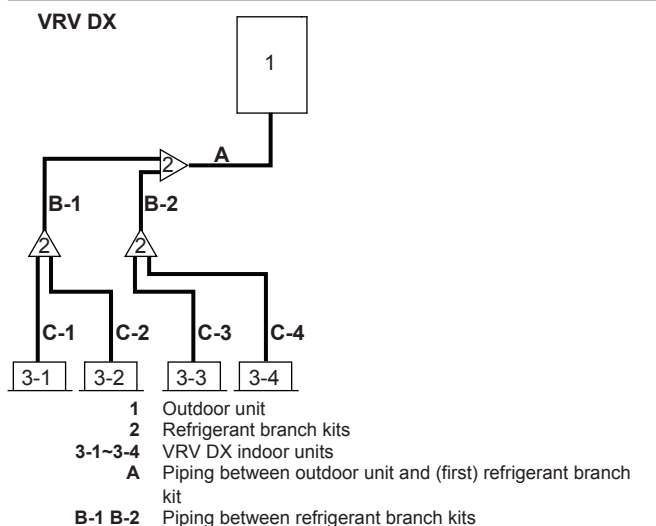 VRV DX
1
2
A
B-1
B-2
2
2
C-1
C-2
C-3
C-4
3-1
3-2
3-3
3-4
1 Outdoor unit
2 Refrigerant branch kits
3-1~3-4 VRV DX indoor units
A Piping between outdoor unit and (first) refrigerant branch
kit
B-1 B-2 Piping between refrigerant branch kits